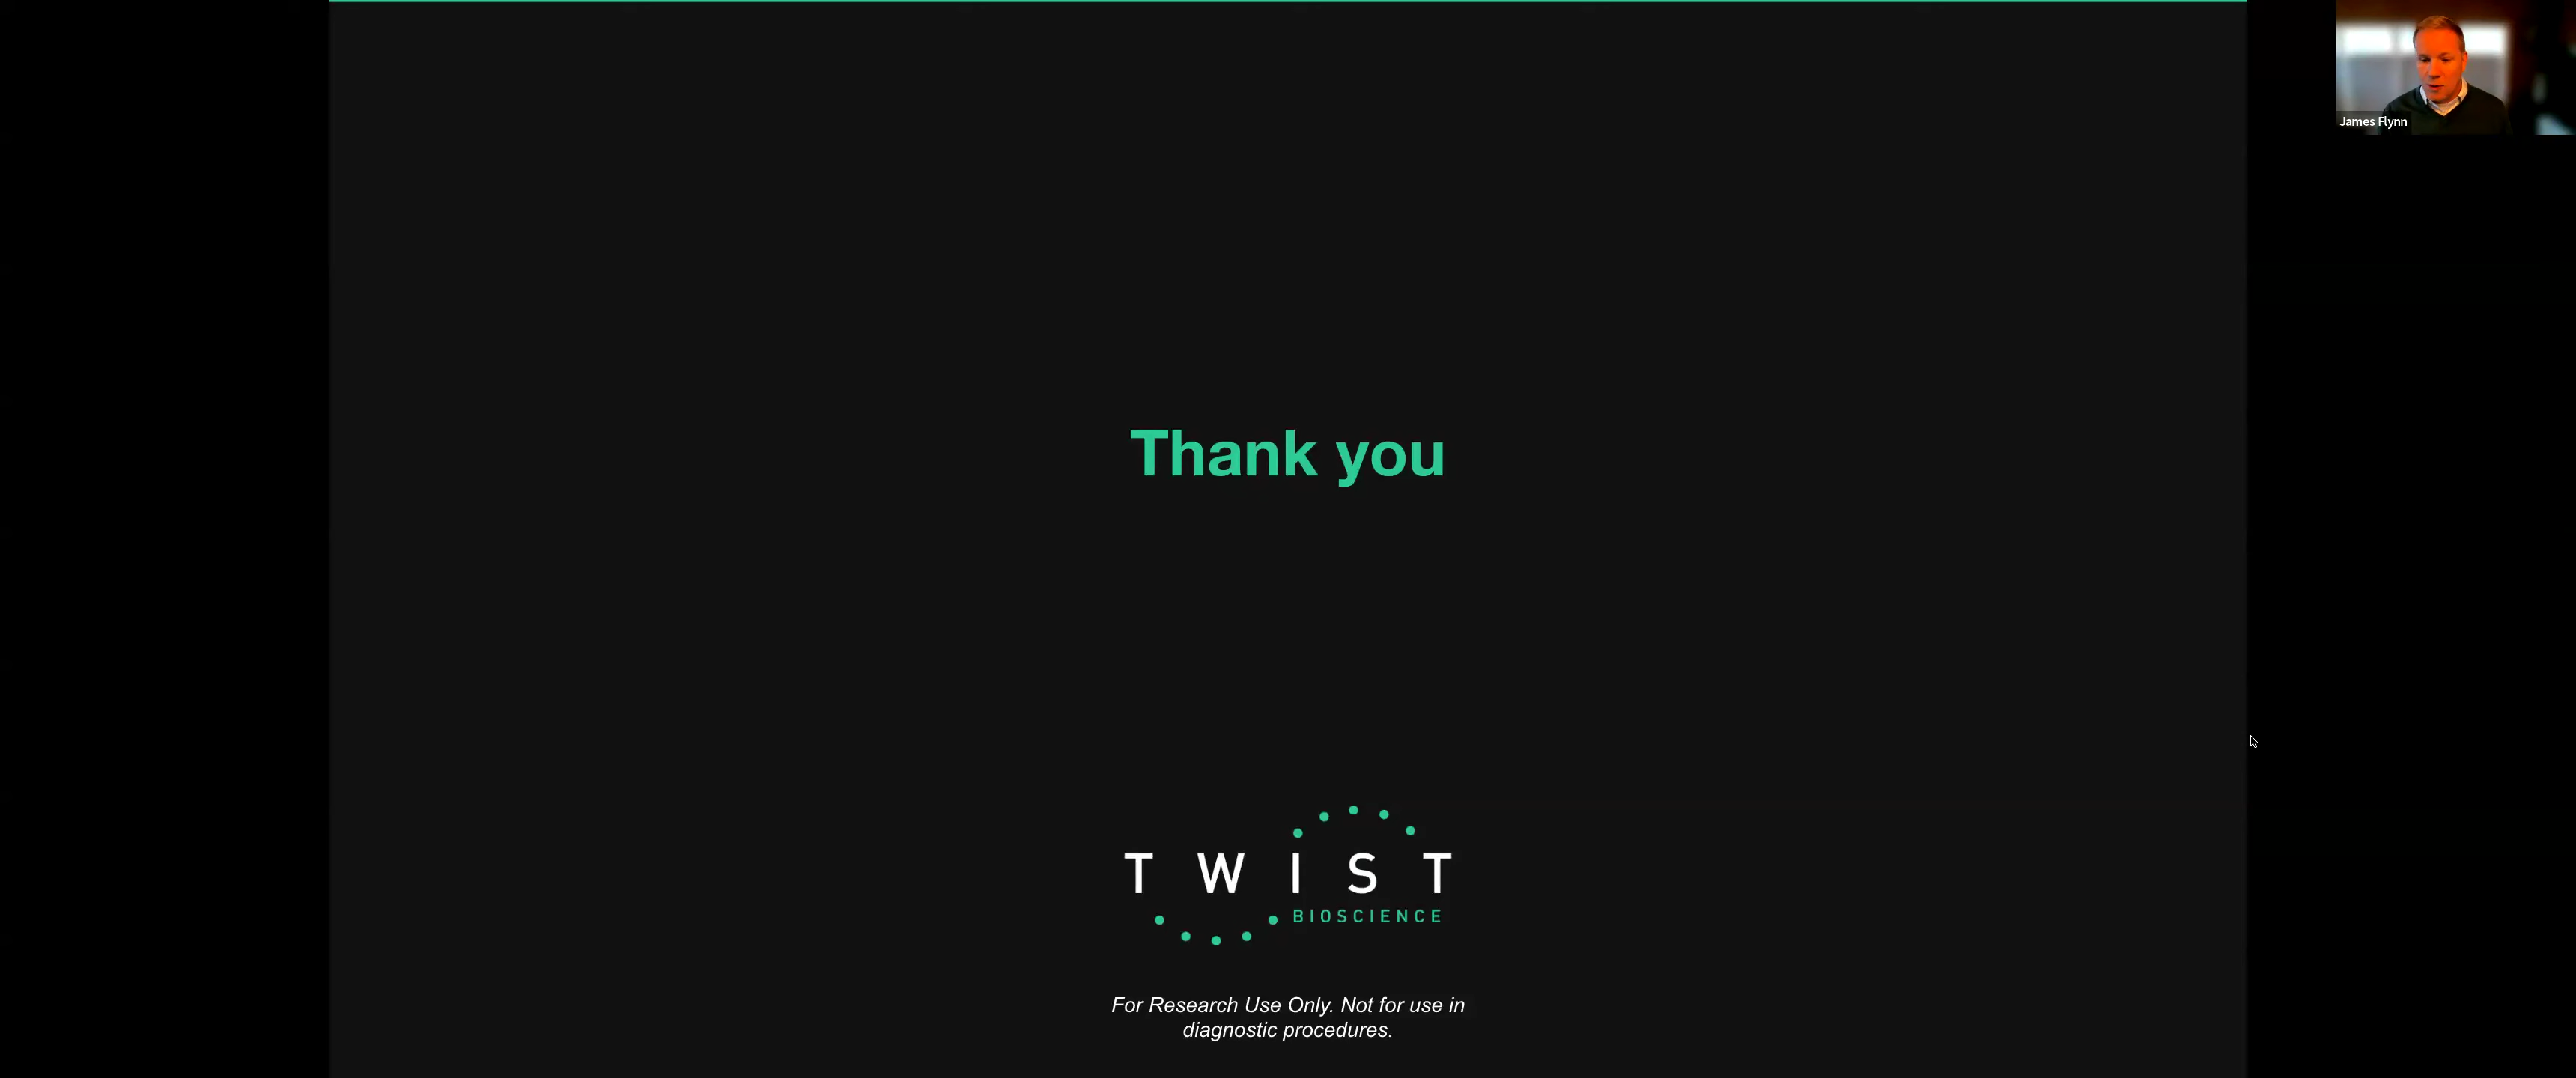 James Flynn
Thank you
TWIST
BIOSCIENCE
For Research Use Only. Not for use in
diagnostic procedures.